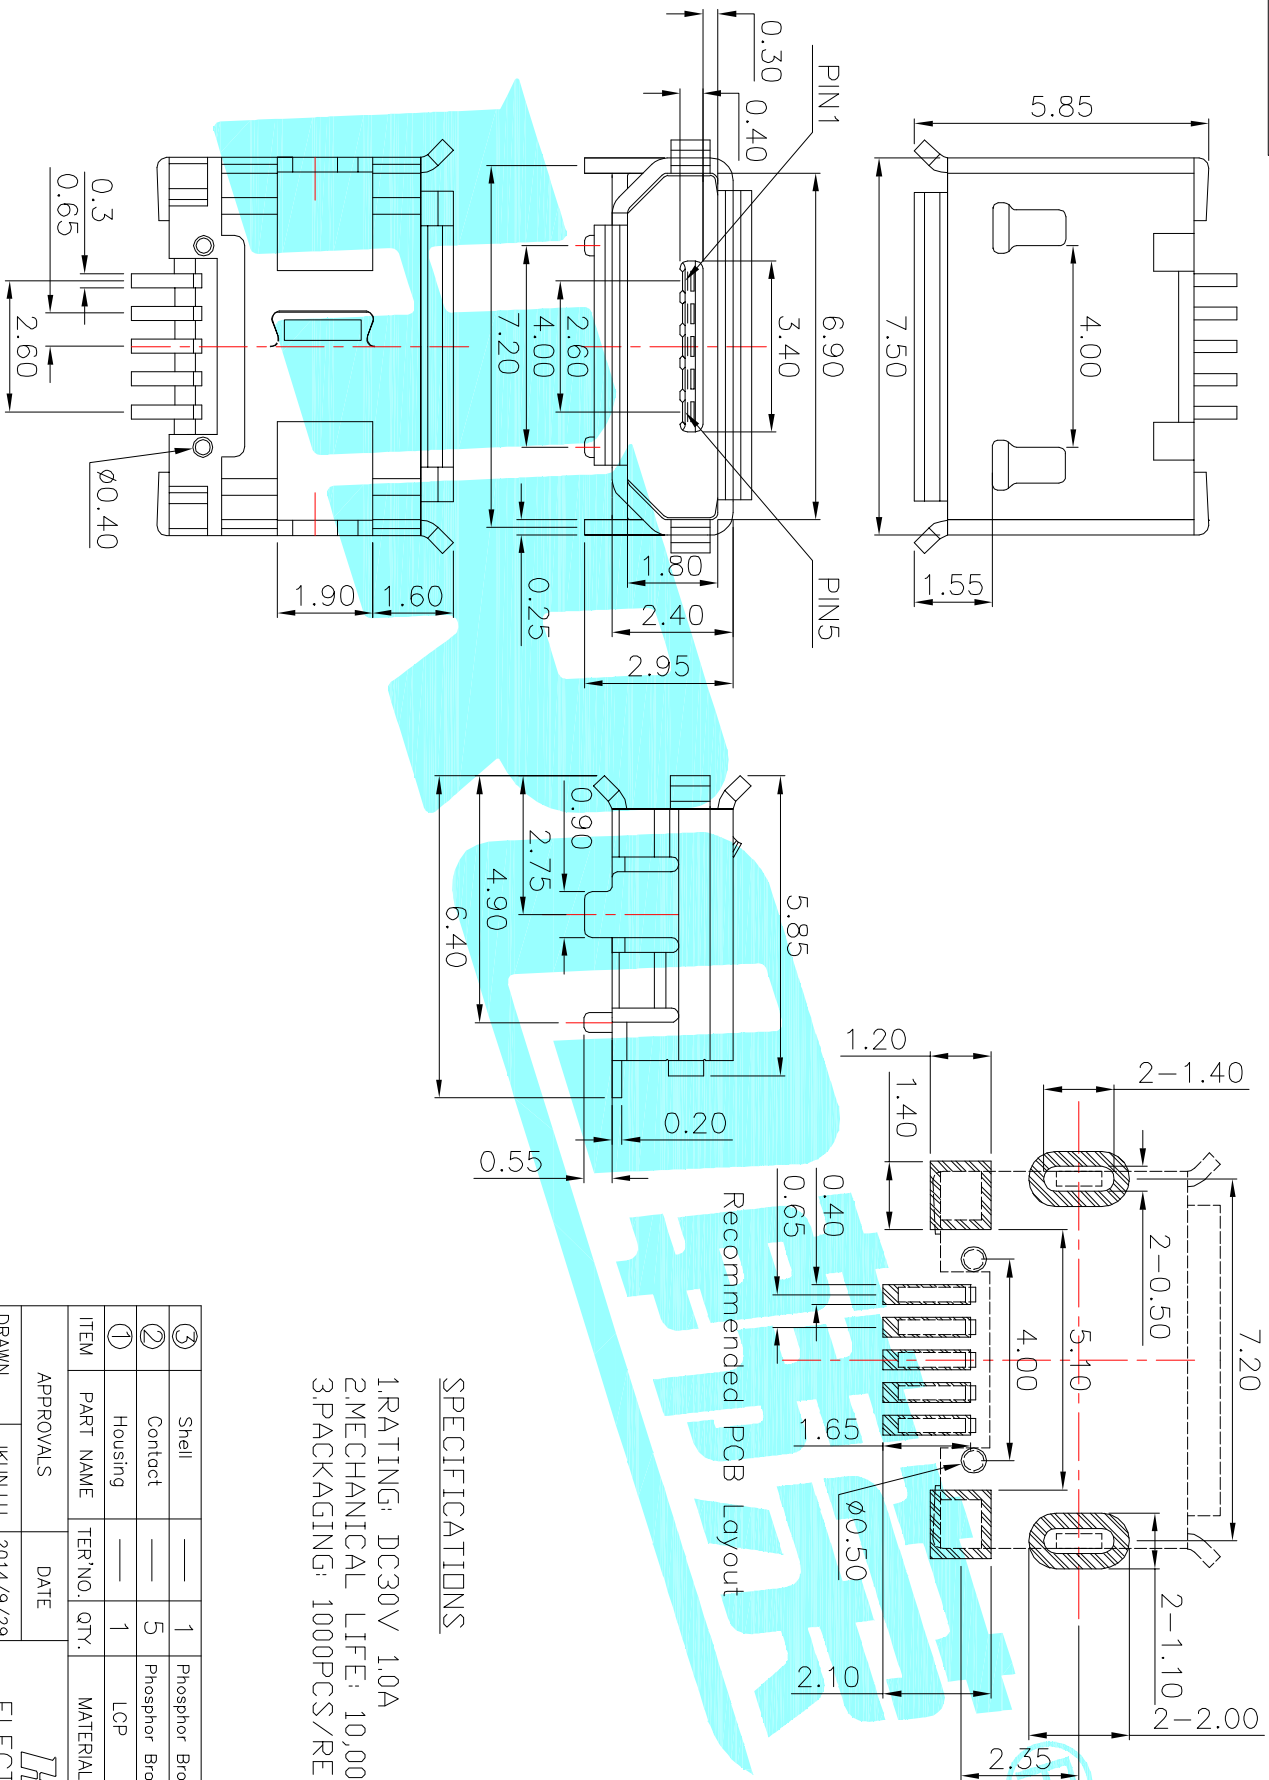 5.85
7.50
4.00
1.55
0.30
0.40
PIN1
PIN5
6.90
3.40
2.60
4.00
7.20
0.25
1.80
2.40
2.95
0.3
0.65
2.60
Ø0.40
1.90
1.60
5.85
0.90
2.75
4.90
6.40
0.20
0.55
7.20
2-1.40
2-0.50
5.10
4.00
1.20
1.40
0.40
0.65
1.65
Ø0.50
2.10
2-1.10
2-2.00
2.35
Recommended PCB Layout
SPECIFICATIONS
1.RATING: DC30V 1.0A
2.MECHANICAL LIFE: 10,00
3.PACKAGING: 1000PCS/RE
③ Shell — 1 Phosphor Bro
② Contact — 5 Phosphor Bro
① Housing — 1 LCP
ITEM PART NAME TER'NO. QTY. MATERIAL
APPROVALS DATE
DRAWN 2014/9/29
ELECT